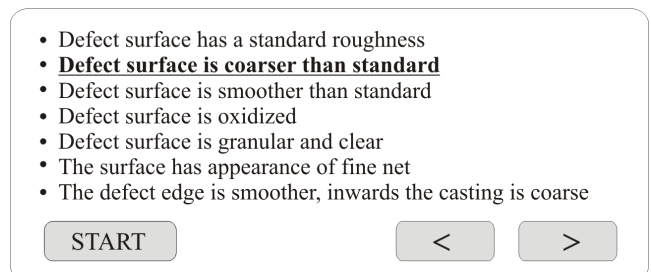 • Defect surface has a standard roughness
• Defect surface is coarser than standard
• Defect surface is smoother than standard
• Defect surface is oxidized
• Defect surface is granular and clear
• The surface has appearance of fine net
• The defect edge is smoother, inwards the casting is coarse
START < >